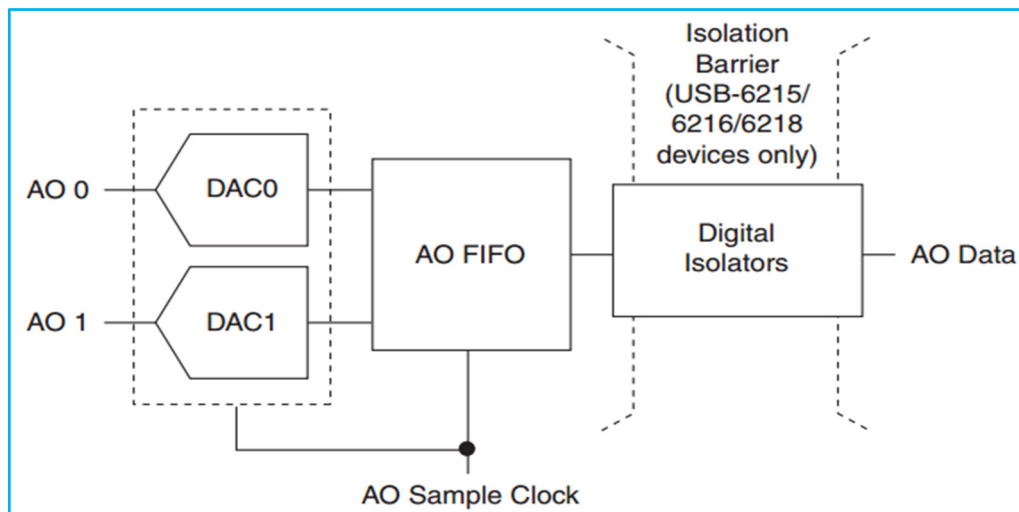 Isolation
Barrier
(USB-6215/
6216/6218
devices only)
AO 0
DAC0
AO FIFO
Digital
Isolators
AO Data
AO 1
DAC1
AO Sample Clock